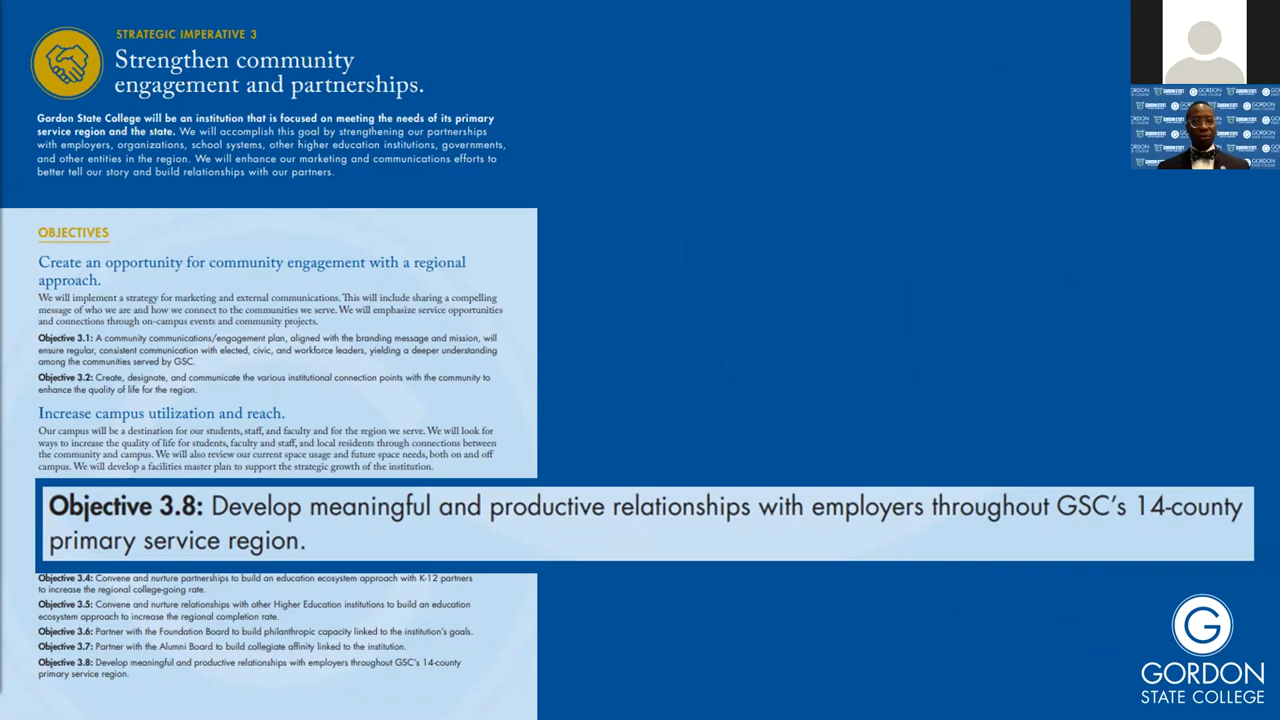 STRATEGIC IMPERATIVE 3
Strengthen community
engagement and partnerships.
Gordon State College will be an institution that is focused on meeting the needs of its primary
service region and the state. We will accomplish this goal by strengthening our partnerships
with employers, organizations, school systems, other higher education institutions, governments,
and other entities in the region. We will enhance our marketing and communications efforts to
better tell our story and build relationships with our partners.
OBJECTIVES
Create an opportunity for community engagement with a regional
approach.
We will implement a strategy for marketing and external communications. This will include sharing a compelling
message of who we are and how we connect to the communities we serve. We will emphasize service opportunities
and connections through on-campus events and community projects.
Objective 3.1: A community communications/engagement plan, aligned with the branding message and mission, will
ensure regular, consistent communication with elected, civic, and workforce leaders, yielding a deeper understanding
among the communities served by GSC.
Objective 3.2: Create, designate, and communicate the various institutional connection points with the community to
enhance the quality of life for the region.
Increase campus utilization and reach.
Our campus will be a destination for our students, staff, and faculty and for the region we serve. We will look for
ways to increase the quality of life for students, faculty and staff, and local residents through connections between
the community and campus. We will also review our current space usage and future space needs, both on and off
campus. We will develop a facilities master plan to support the strategic growth of the institution.
Objective 3.8: Develop meaningful and productive relationships with employers throughout GSC's 14-county
primary service region.
Objective 3.4: Convene and nurture partnerships to build an education ecosystem approach with K-12 partners
to increase the regional college-going rate.
Objective 3.5: Convene and nurture relationships with other Higher Education institutions to build an education
ecosystem approach to increase the regional completion rate.
Objective 3.6: Partner with the Foundation Board to build philanthropic capacity linked to the institution's goals.
Objective 3.7: Partner with the Alumni Board to build collegiate affinity linked to the institution.
Objective 3.8: Develop meaningful and productive relationships with employers throughout GSC's 14-county
primary service region.
G
GORDON
STATE COLLEGE